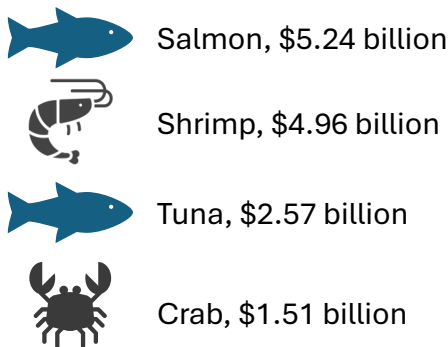 Salmon, $5.24 billion
Shrimp, $4.96 billion
Tuna, $2.57 billion
Crab, $1.51 billion